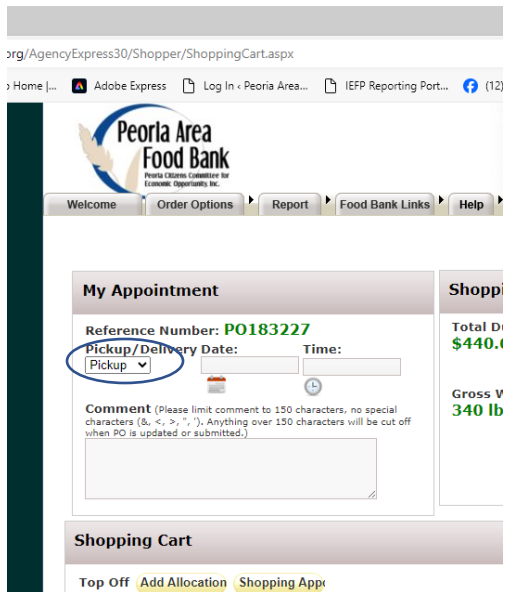 org/AgencyExpress30/Shopper/ShoppingCart.aspx
Home |... Adobe Express Log In ‹ Peoria Area... IEFP Reporting Port... (12)
Peoria Area
Food Bank
Peoria Citizens Committee for
Economic Opportunity, Inc.
Welcome Order Options Report Food Bank Links Help
My Appointment Shoppi
Reference Number: PO183227 Total D
Pickup/Delivery Date: Time: $440.
Pickup
Gross W
Comment (Please limit comment to 150 characters, no special 340 lb
characters (&, <, >, ", '). Anything over 150 characters will be cut off
when PO is updated or submitted.)
Shopping Cart
Top Off Add Allocation Shopping App